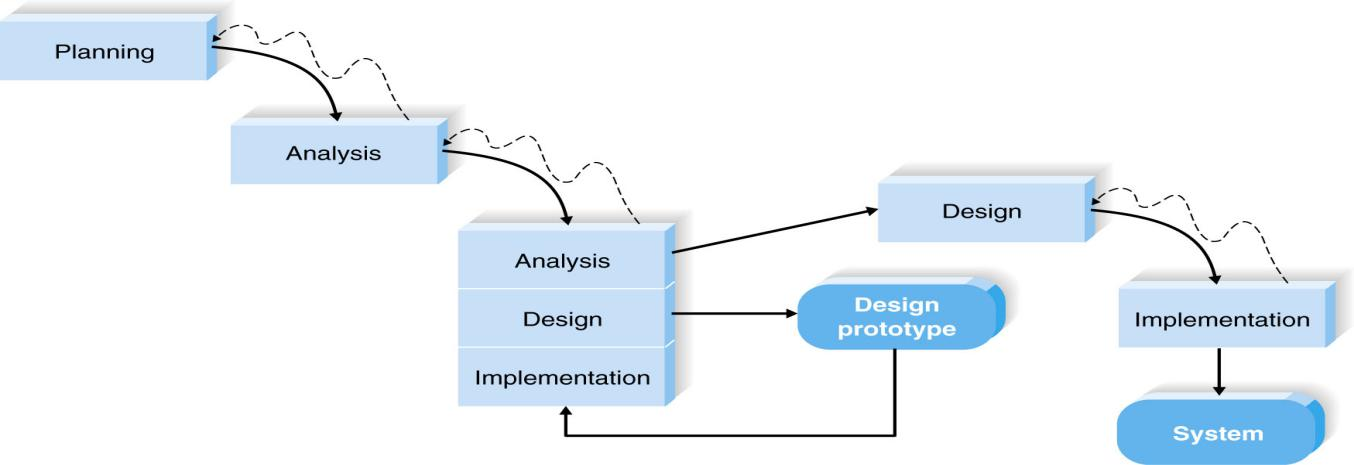 Planning
Analysis
Analysis
Design
Implementation
Design
prototype
Design
Implementation
System